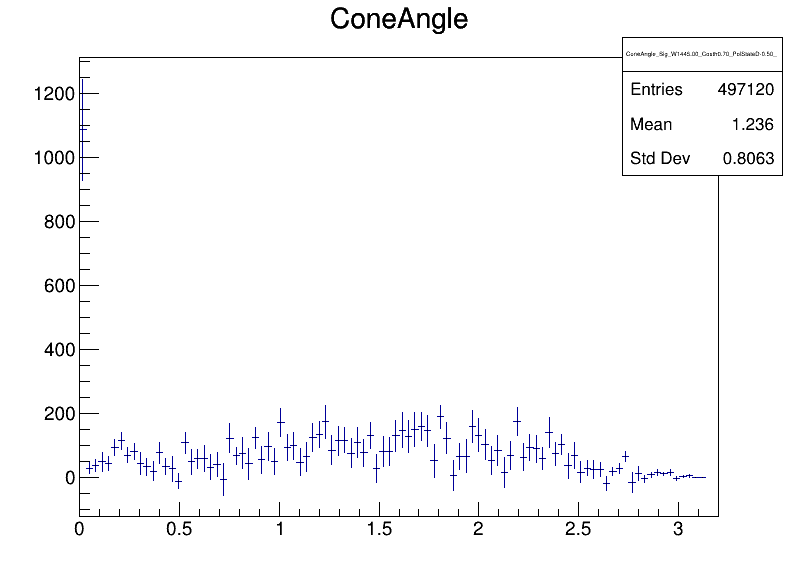 ConeAngle
ConeAngle_Sig_W1445.00_Costh0.70_PolStateD-0.50_
Entries 497120
Mean 1.236
Std Dev 0.8063
1200
1000
800
600
400
200
0
0 0.5 1 1.5 2 2.5 3